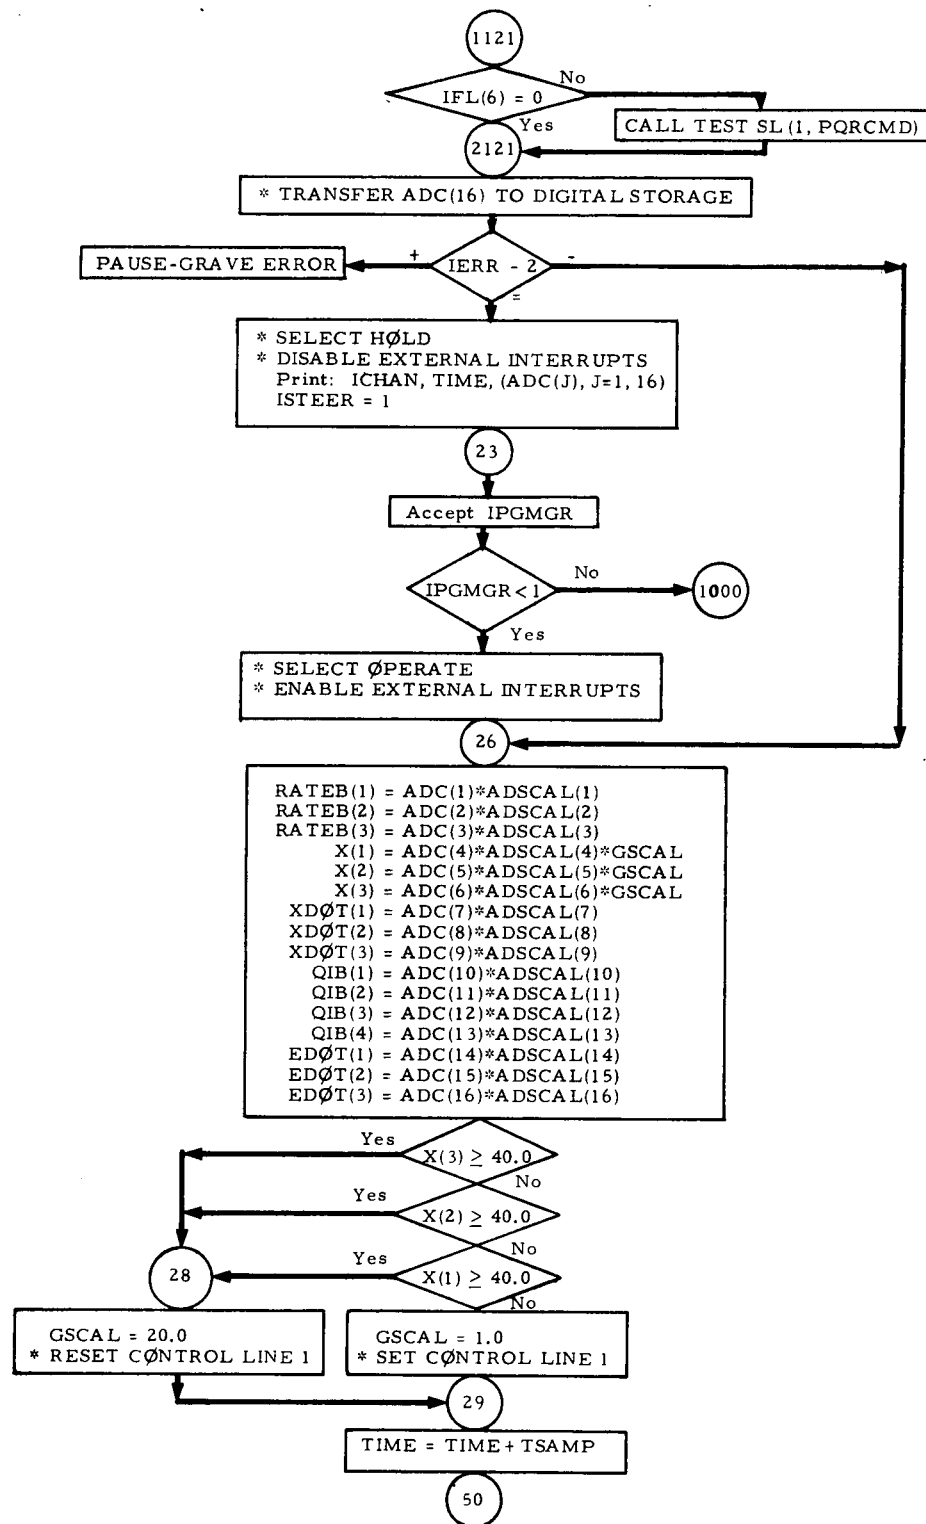 1121
No
IFL(6) = 0
Yes
CALL TEST SL(1, PQRCMD)
2121
* TRANSFER ADC(16) TO DIGITAL STORAGE
PAUSE-GRAVE ERROR
+
IERR - 2
-
=
* SELECT HØLD
* DISABLE EXTERNAL INTERRUPTS
Print: ICHAN, TIME, (ADC(J), J=1, 16)
ISTEER = 1
23
Accept IPGMGR
IPGMGR < 1
No
1000
Yes
* SELECT ØPERATE
* ENABLE EXTERNAL INTERRUPTS
26
RATEB(1) = ADC(1)*ADSCAL(1)
RATEB(2) = ADC(2)*ADSCAL(2)
RATEB(3) = ADC(3)*ADSCAL(3)
X(1) = ADC(4)*ADSCAL(4)*GSCAL
X(2) = ADC(5)*ADSCAL(5)*GSCAL
X(3) = ADC(6)*ADSCAL(6)*GSCAL
XDØT(1) = ADC(7)*ADSCAL(7)
XDØT(2) = ADC(8)*ADSCAL(8)
XDØT(3) = ADC(9)*ADSCAL(9)
QIB(1) = ADC(10)*ADSCAL(10)
QIB(2) = ADC(11)*ADSCAL(11)
QIB(3) = ADC(12)*ADSCAL(12)
QIB(4) = ADC(13)*ADSCAL(13)
EDØT(1) = ADC(14)*ADSCAL(14)
EDØT(2) = ADC(15)*ADSCAL(15)
EDØT(3) = ADC(16)*ADSCAL(16)
Yes
X(3) ≥ 40.0
No
Yes
X(2) ≥ 40.0
No
Yes
X(1) ≥ 40.0
No
28
GSCAL = 20.0
* RESET CØNTROL LINE 1
GSCAL = 1.0
* SET CØNTROL LINE 1
29
TIME = TIME + TSAMP
50